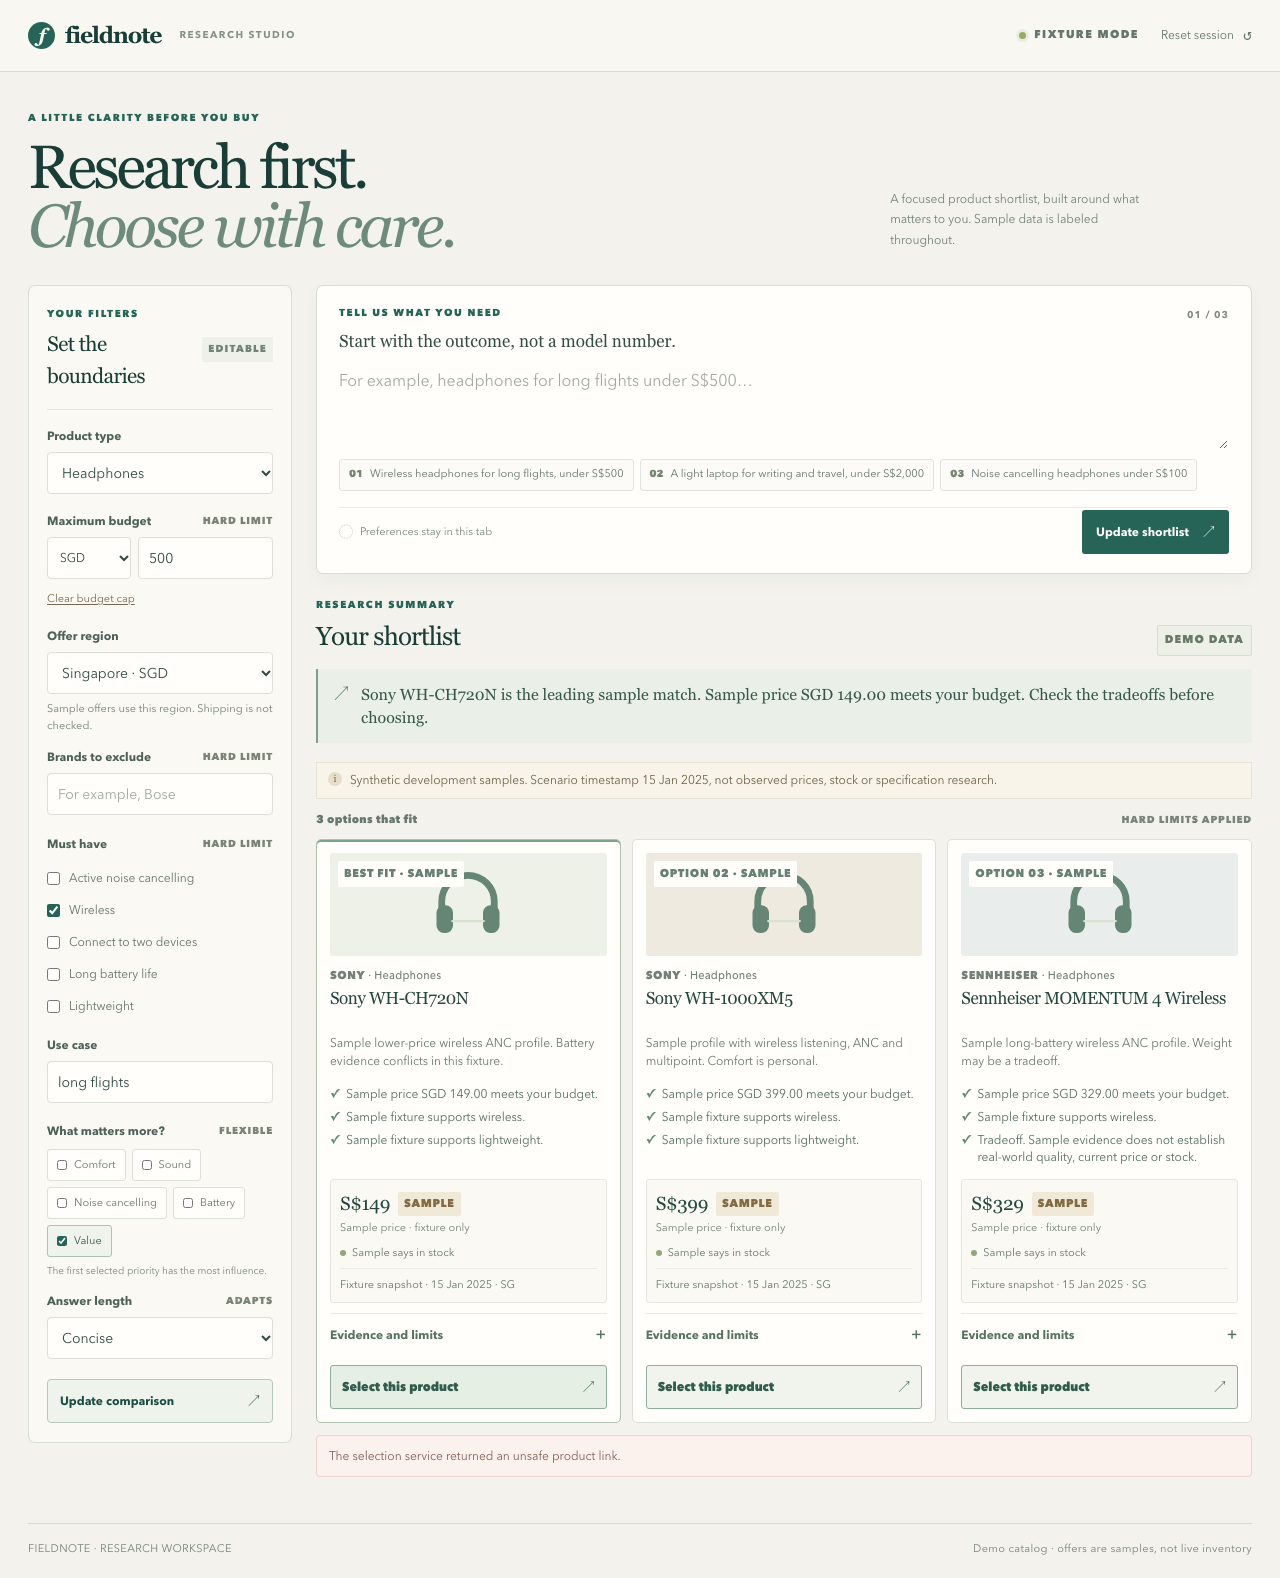 f fieldnote RESEARCH STUDIO
FIXTURE MODE
Reset session ↺
A LITTLE CLARITY BEFORE YOU BUY
Research first.
Choose with care.
A focused product shortlist, built around what
matters to you. Sample data is labeled
throughout.
YOUR FILTERS
Set the
boundaries
EDITABLE
Product type
Headphones
Maximum budget HARD LIMIT
SGD 500
Clear budget cap
Offer region
Singapore · SGD
Sample offers use this region. Shipping is not
checked.
Brands to exclude HARD LIMIT
For example, Bose
Must have HARD LIMIT
Active noise cancelling
Wireless
Connect to two devices
Long battery life
Lightweight
Use case
long flights
What matters more? FLEXIBLE
Comfort Sound
Noise cancelling Battery
Value
The first selected priority has the most influence.
Answer length ADAPTS
Concise
Update comparison ↗
TELL US WHAT YOU NEED
01 / 03
Start with the outcome, not a model number.
For example, headphones for long flights under S$500…
01 Wireless headphones for long flights, under S$500
02 A light laptop for writing and travel, under S$2,000
03 Noise cancelling headphones under S$100
Preferences stay in this tab
Update shortlist ↗
RESEARCH SUMMARY
Your shortlist
DEMO DATA
↗ Sony WH-CH720N is the leading sample match. Sample price SGD 149.00 meets your budget. Check the tradeoffs before
choosing.
i Synthetic development samples. Scenario timestamp 15 Jan 2025, not observed prices, stock or specification research.
3 options that fit
HARD LIMITS APPLIED
BEST FIT · SAMPLE
SONY · Headphones
Sony WH-CH720N
Sample lower-price wireless ANC profile. Battery
evidence conflicts in this fixture.
✓ Sample price SGD 149.00 meets your budget.
✓ Sample fixture supports wireless.
✓ Sample fixture supports lightweight.
S$149 SAMPLE
Sample price · fixture only
Sample says in stock
Fixture snapshot · 15 Jan 2025 · SG
Evidence and limits +
Select this product ↗
OPTION 02 · SAMPLE
SONY · Headphones
Sony WH-1000XM5
Sample profile with wireless listening, ANC and
multipoint. Comfort is personal.
✓ Sample price SGD 399.00 meets your budget.
✓ Sample fixture supports wireless.
✓ Sample fixture supports lightweight.
S$399 SAMPLE
Sample price · fixture only
Sample says in stock
Fixture snapshot · 15 Jan 2025 · SG
Evidence and limits +
Select this product ↗
OPTION 03 · SAMPLE
SENNHEISER · Headphones
Sennheiser MOMENTUM 4 Wireless
Sample long-battery wireless ANC profile. Weight
may be a tradeoff.
✓ Sample price SGD 329.00 meets your budget.
✓ Sample fixture supports wireless.
✓ Tradeoff. Sample evidence does not establish
real-world quality, current price or stock.
S$329 SAMPLE
Sample price · fixture only
Sample says in stock
Fixture snapshot · 15 Jan 2025 · SG
Evidence and limits +
Select this product ↗
The selection service returned an unsafe product link.
FIELDNOTE · RESEARCH WORKSPACE
Demo catalog · offers are samples, not live inventory